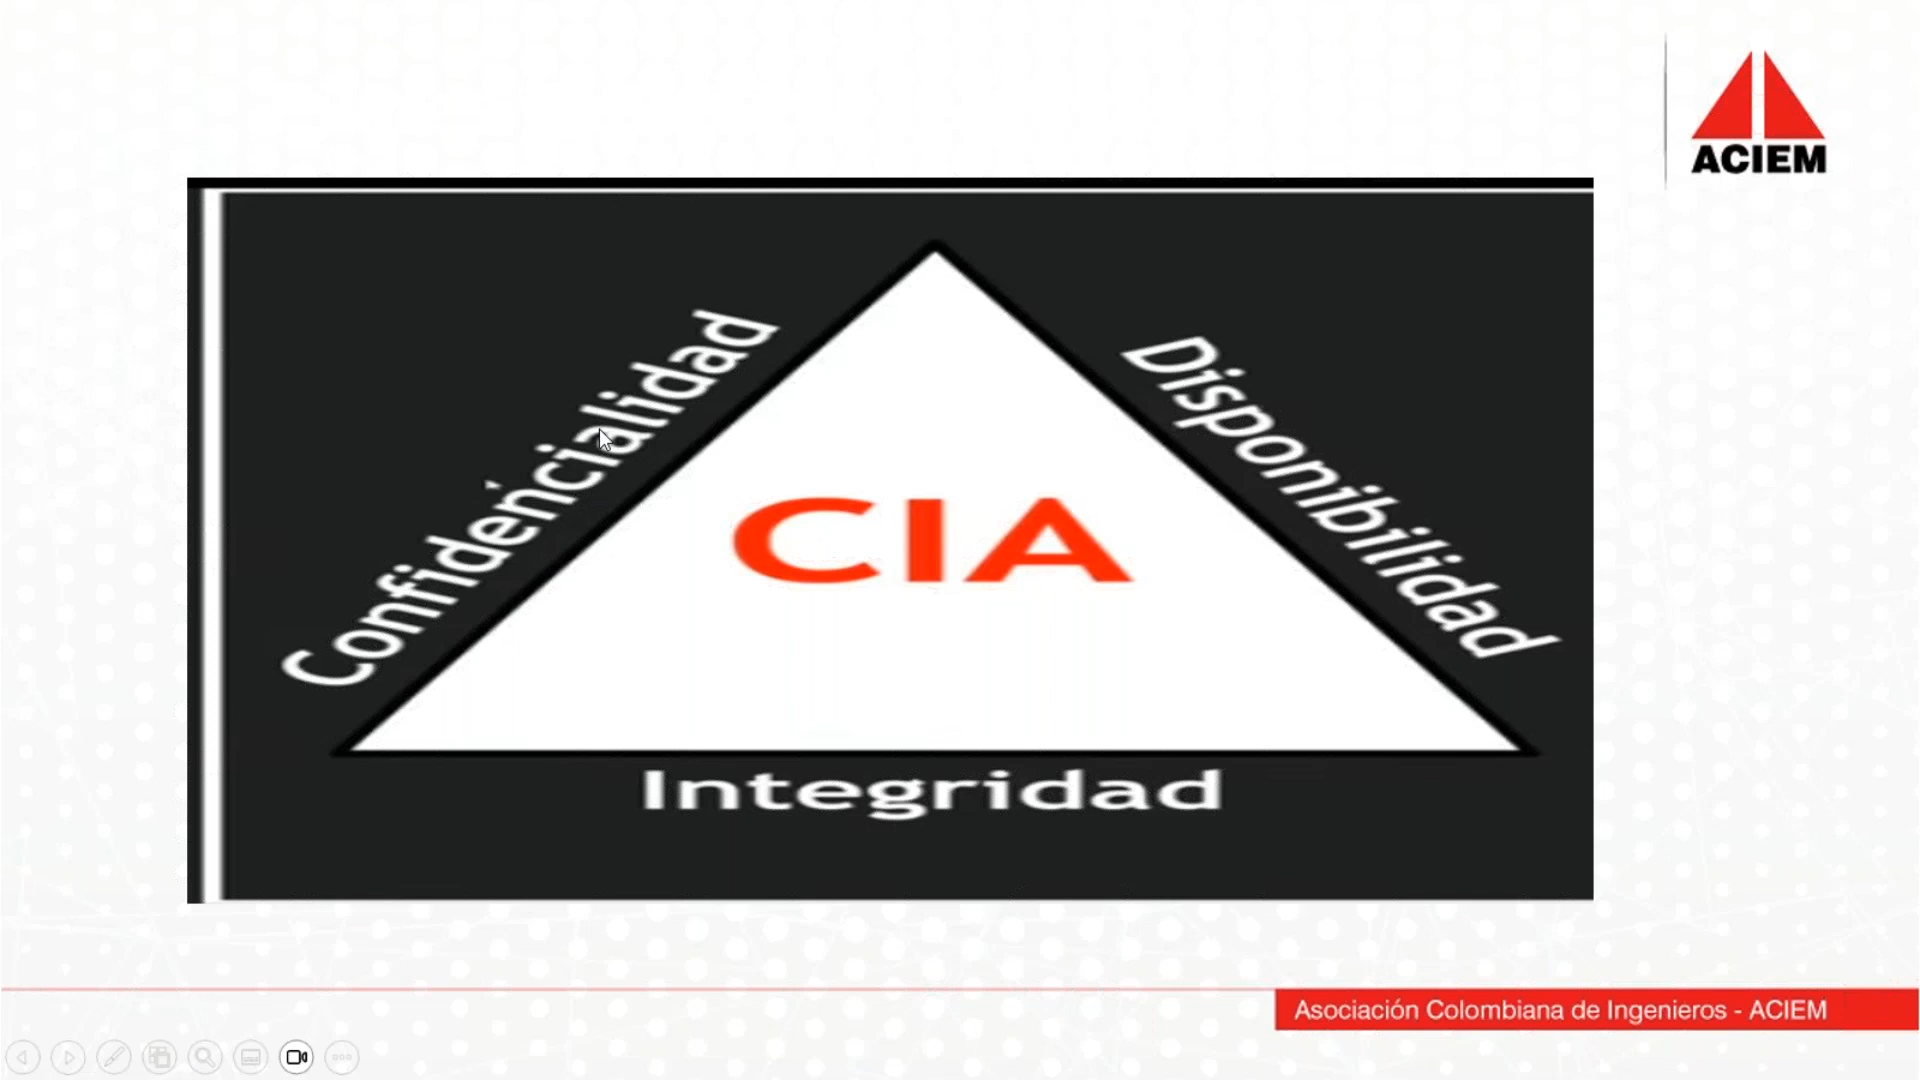 ACIEM
Confidencialidad
Disponibilidad
CIA
Integridad
Asociación Colombiana de Ingenieros - ACIEM